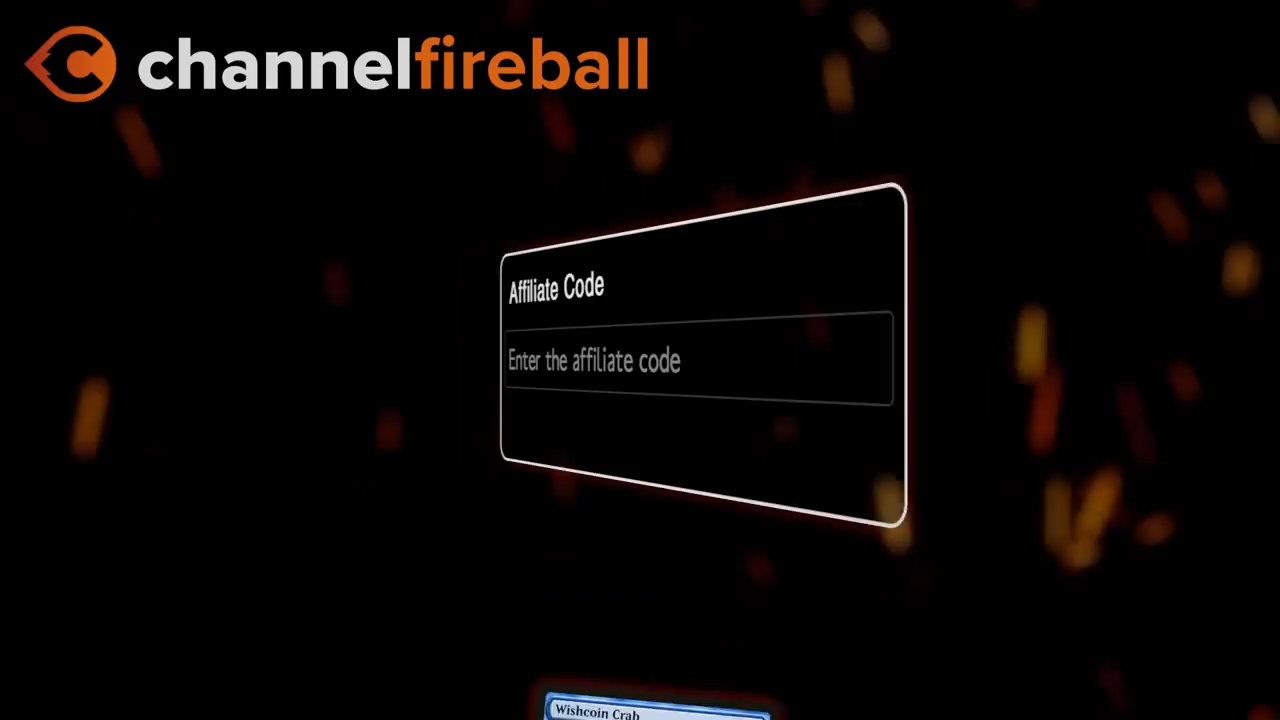 channelfireball
Affiliate Code
Enter the affiliate code
Wishcoin Crab